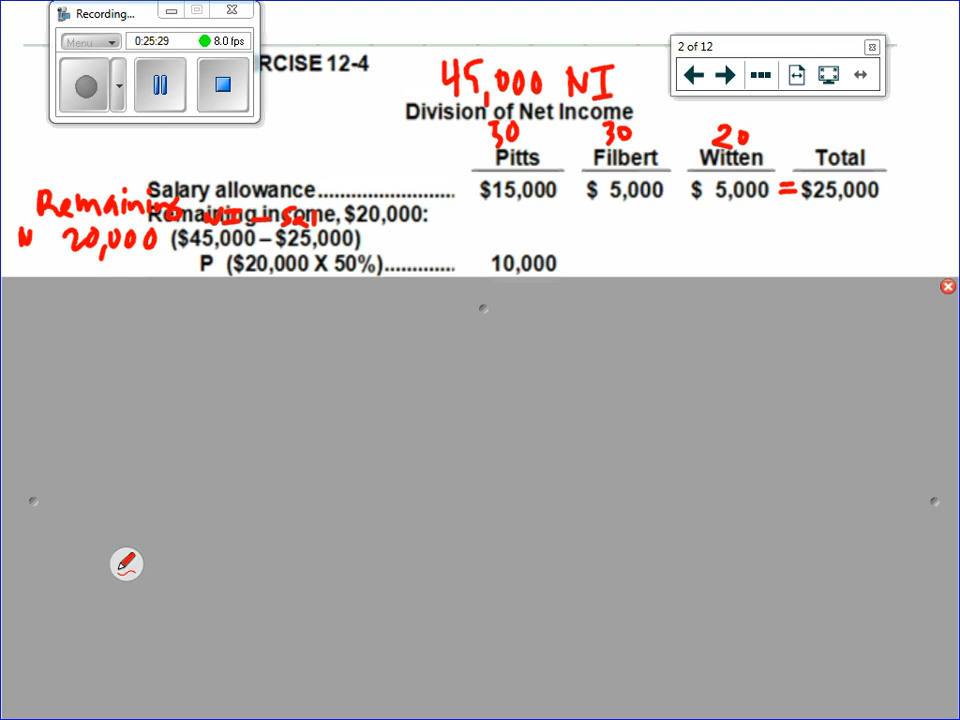 Recording...
Menu
0:25:29
8.0 fps
2 of 12
RCISE 12-4
45,000 NI
Division of Net Income
30 30 20
Pitts Filbert Witten Total
Salary allowance............................ $15,000 $ 5,000 $ 5,000 = $25,000
Remaining NI - Sal
Remaining income, $20,000:
20,000 ($45,000 – $25,000)
P ($20,000 X 50%)............. 10,000